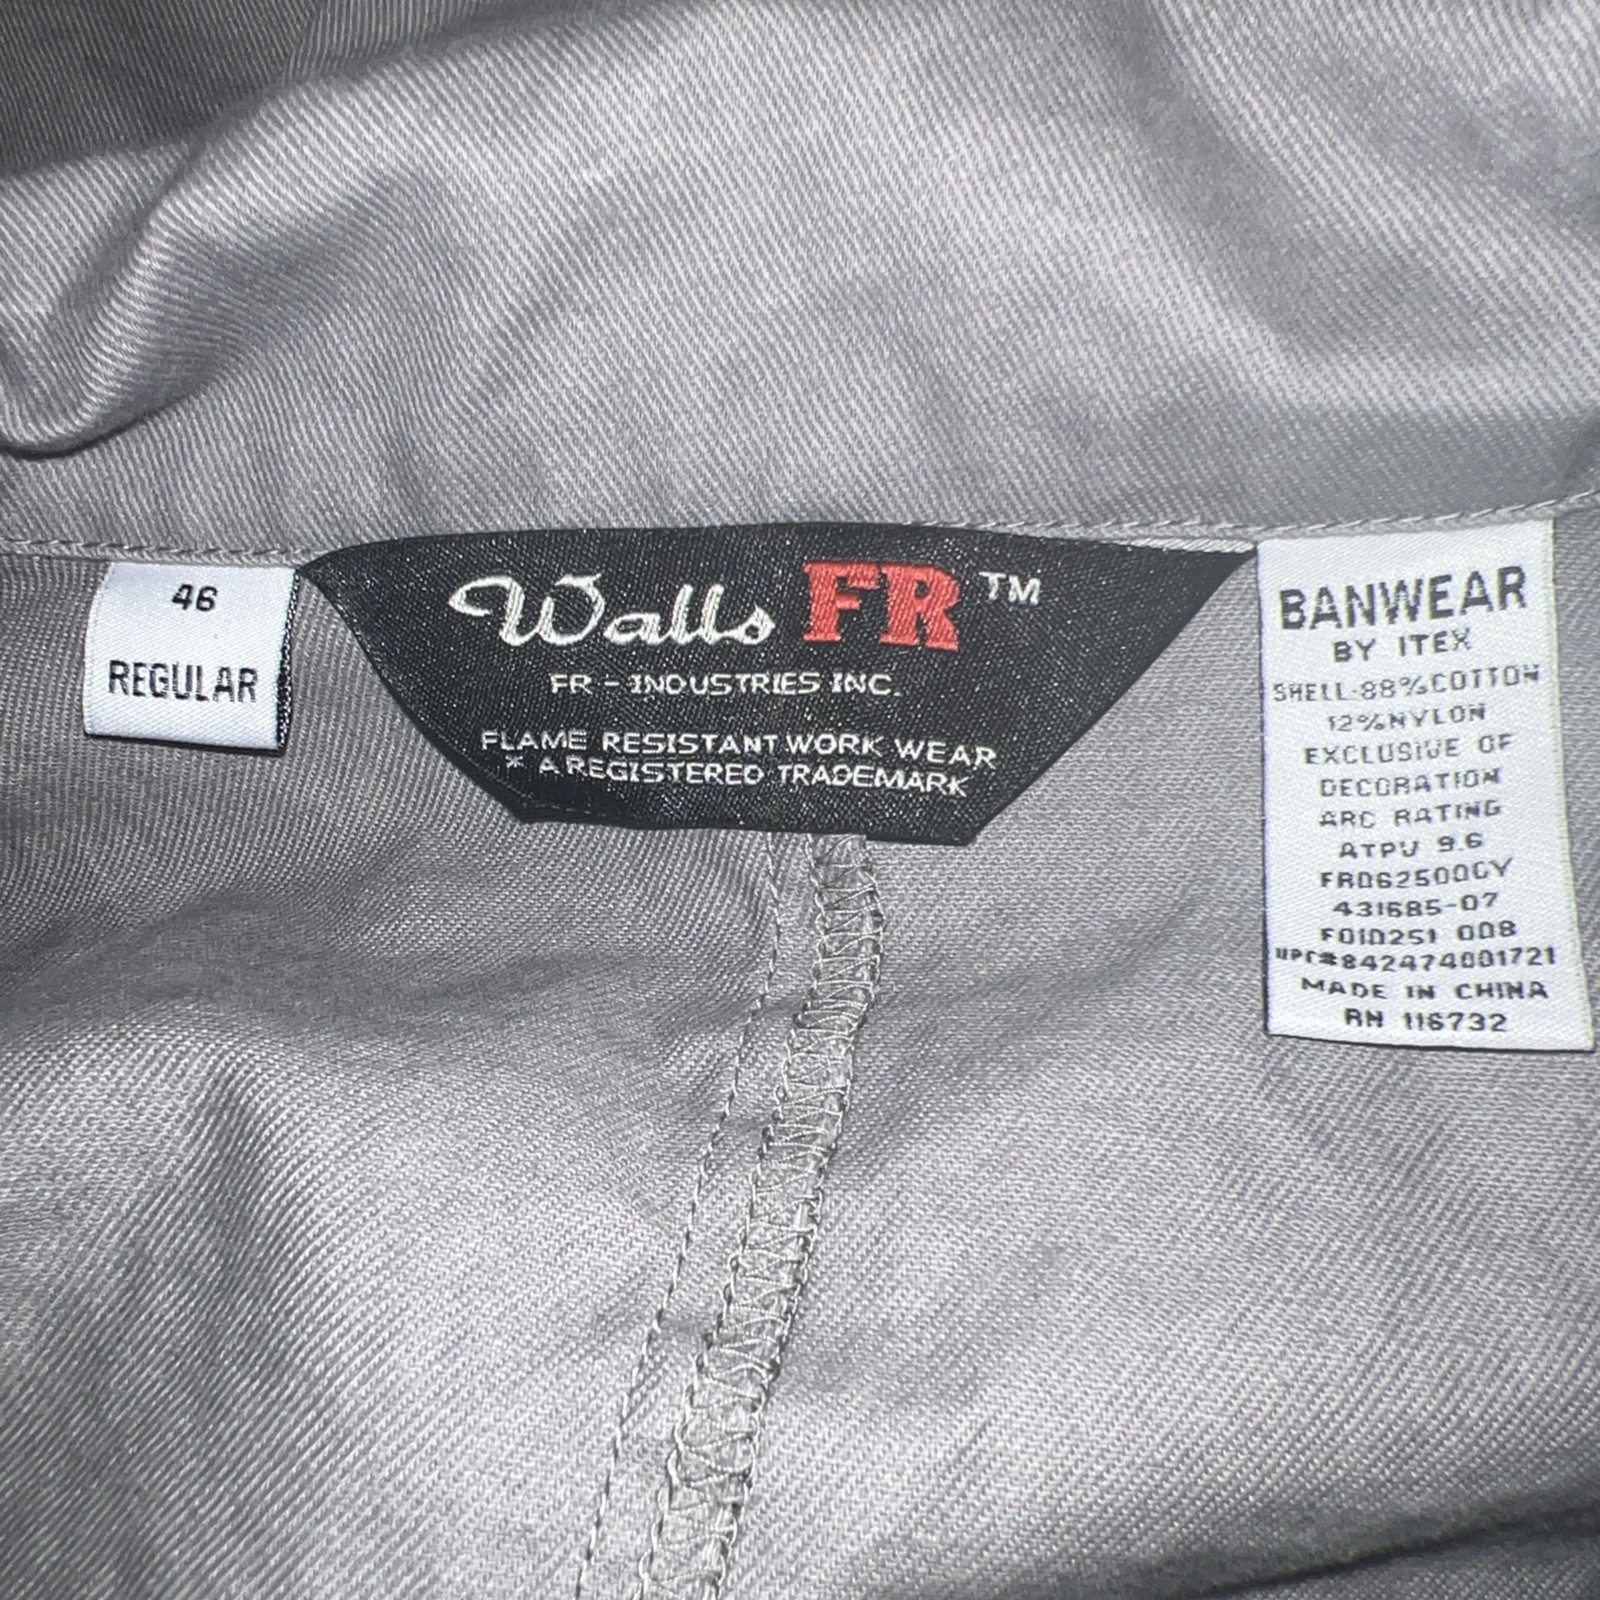 46
REGULAR
Walls FR™
FR - INDUSTRIES INC.
FLAME RESISTANT WORK WEAR
* A REGISTERED TRADEMARK
BANWEAR
BY ITEX
SHELL-88%COTTON
12%NYLON
EXCLUSIVE OF
DECORATION
ARC RATING
ATPV 9.6
FR062500GY
431685-07
F010251 008
UPC#842474001721
MADE IN CHINA
RN 116732